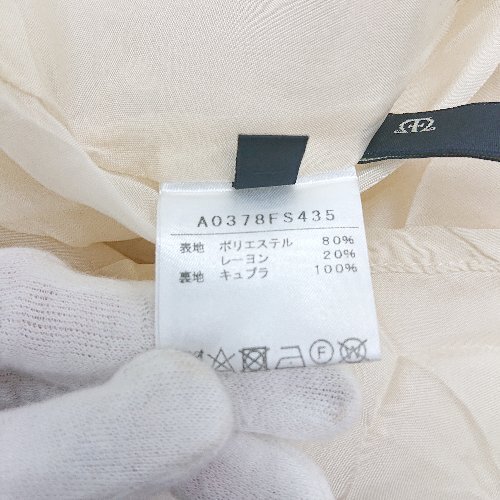 A0378FS435
表地 ポリエステル 80%
レーヨン 20%
裏地 キュプラ 100%
F
W